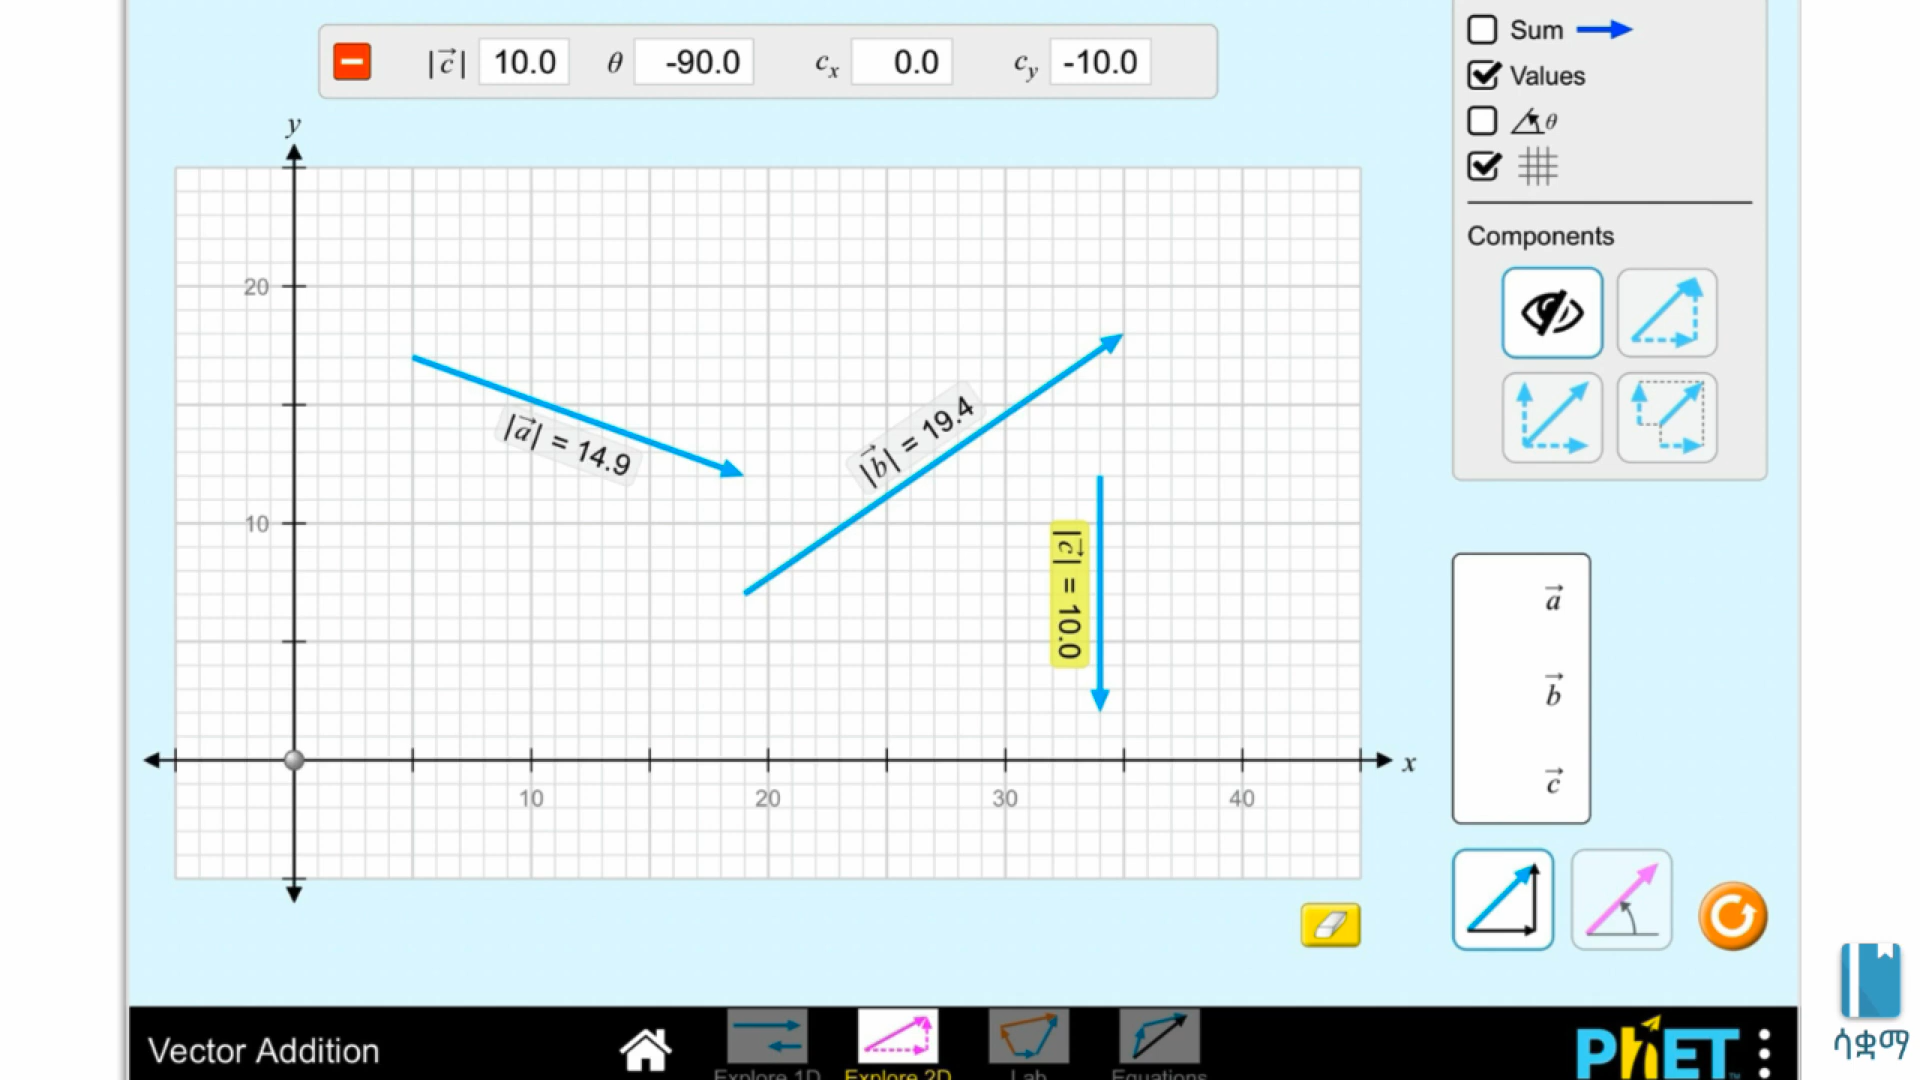 |c⃗| 10.0 θ -90.0 cₓ 0.0 c_y -10.0
Sum
Values
θ
Components
y
20
10
|a⃗| = 14.9
|b⃗| = 19.4
|c⃗| = 10.0
x
10 20 30 40
a⃗
b⃗
c⃗
Vector Addition
Explore 1D
Explore 2D
Lab
Equations
PhET
ሳቋማ